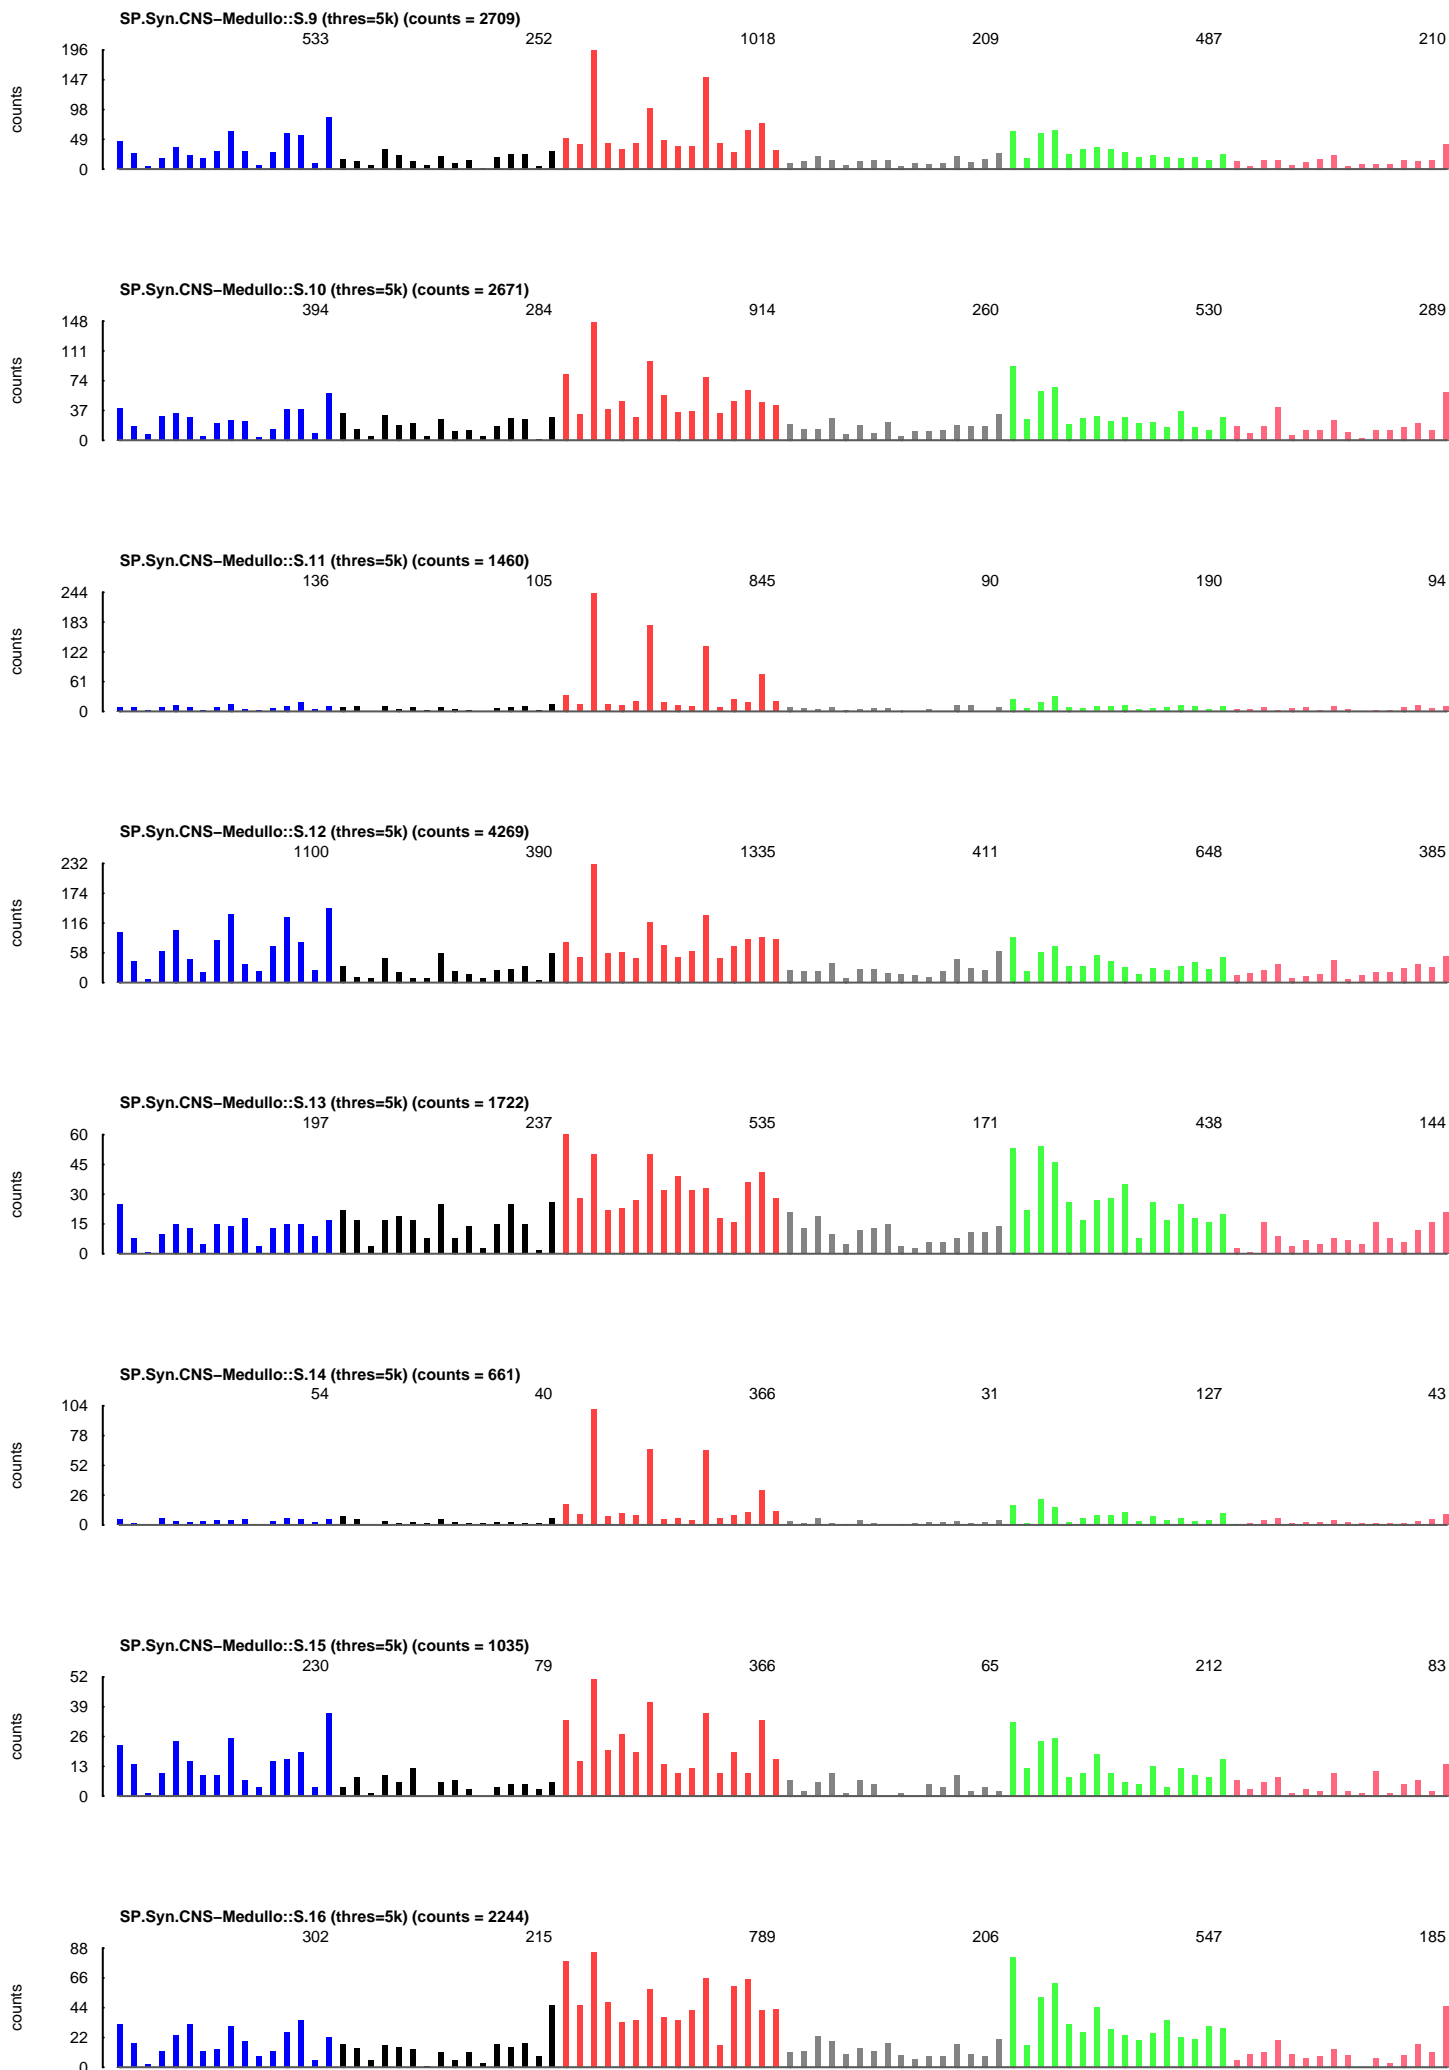 SP.Syn.CNS−Medullo::S.9 (thres=5k) (counts = 2709)
533 252 1018 209 487 210
196
147
98
49
0
counts
SP.Syn.CNS−Medullo::S.10 (thres=5k) (counts = 2671)
394 284 914 260 530 289
148
111
74
37
0
counts
SP.Syn.CNS−Medullo::S.11 (thres=5k) (counts = 1460)
136 105 845 90 190 94
244
183
122
61
0
counts
SP.Syn.CNS−Medullo::S.12 (thres=5k) (counts = 4269)
1100 390 1335 411 648 385
232
174
116
58
0
counts
SP.Syn.CNS−Medullo::S.13 (thres=5k) (counts = 1722)
197 237 535 171 438 144
60
45
30
15
0
counts
SP.Syn.CNS−Medullo::S.14 (thres=5k) (counts = 661)
54 40 366 31 127 43
104
78
52
26
0
counts
SP.Syn.CNS−Medullo::S.15 (thres=5k) (counts = 1035)
230 79 366 65 212 83
52
39
26
13
0
counts
SP.Syn.CNS−Medullo::S.16 (thres=5k) (counts = 2244)
302 215 789 206 547 185
88
66
44
22
0
counts